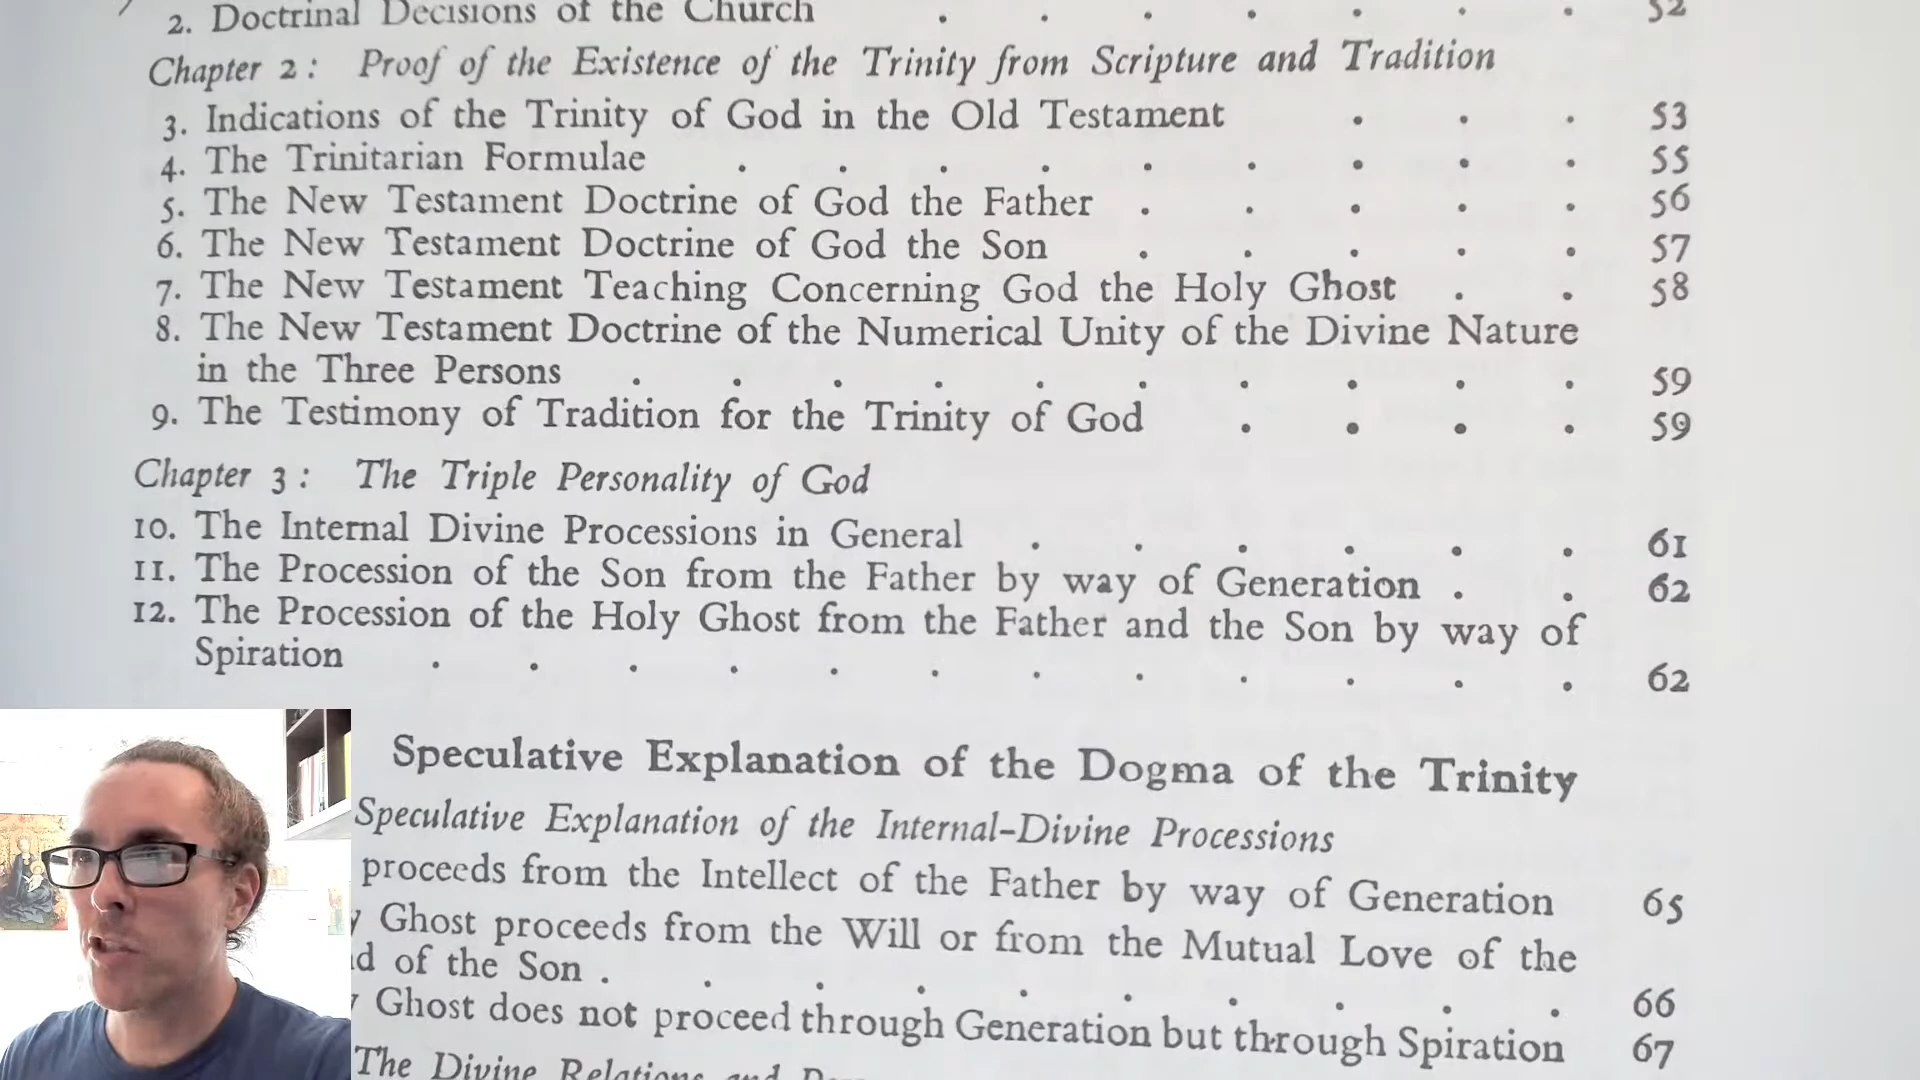 2. Doctrinal Decisions of the Church . . . . . . . 52
Chapter 2: Proof of the Existence of the Trinity from Scripture and Tradition
3. Indications of the Trinity of God in the Old Testament . . . 53
4. The Trinitarian Formulae . . . . . . . . . 55
5. The New Testament Doctrine of God the Father . . . . . 56
6. The New Testament Doctrine of God the Son . . . . . 57
7. The New Testament Teaching Concerning God the Holy Ghost . . 58
8. The New Testament Doctrine of the Numerical Unity of the Divine Nature
in the Three Persons . . . . . . . . . . 59
9. The Testimony of Tradition for the Trinity of God . . . . 59
Chapter 3: The Triple Personality of God
10. The Internal Divine Processions in General . . . . . . 61
11. The Procession of the Son from the Father by way of Generation . . 62
12. The Procession of the Holy Ghost from the Father and the Son by way of
Spiration . . . . . . . . . . . . 62
Speculative Explanation of the Dogma of the Trinity
Speculative Explanation of the Internal-Divine Processions
proceeds from the Intellect of the Father by way of Generation 65
Ghost proceeds from the Will or from the Mutual Love of the
of the Son . . . . . . . . . . 66
Ghost does not proceed through Generation but through Spiration 67
The Divine Relations and